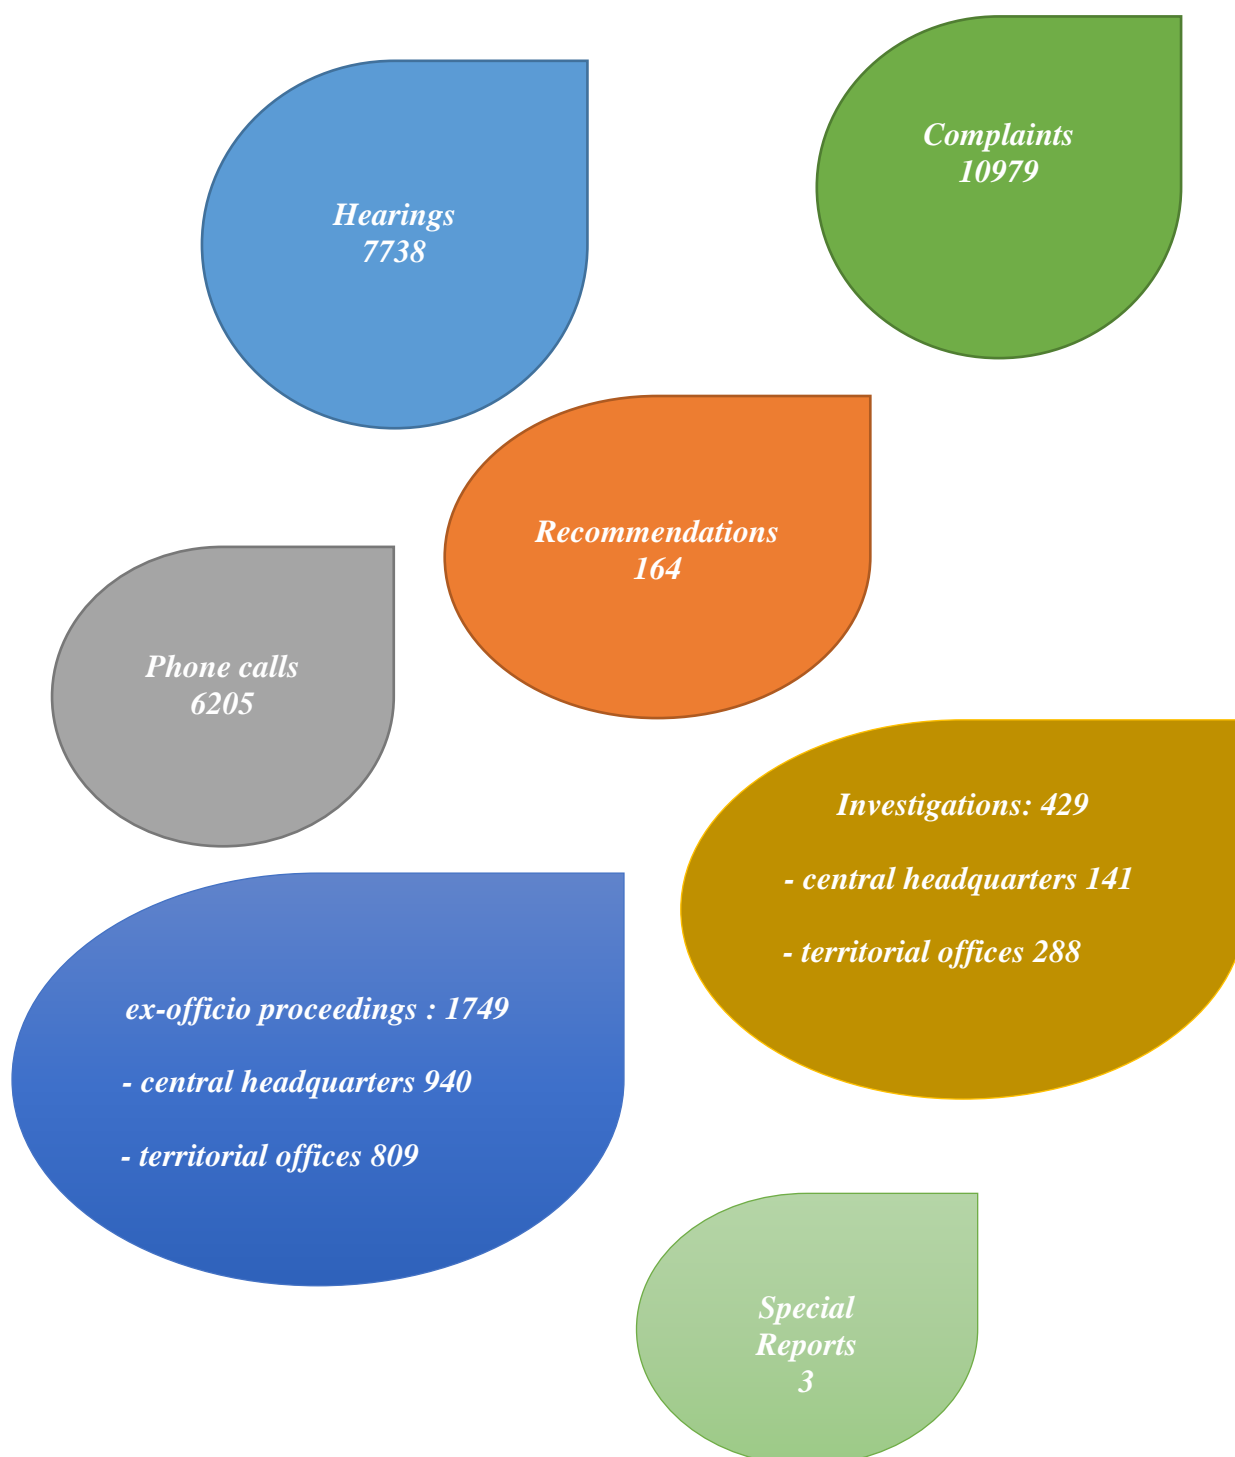 Complaints
10979
Hearings
7738
Recommendations
164
Phone calls
6205
Investigations: 429
- central headquarters 141
- territorial offices 288
ex-officio proceedings : 1749
- central headquarters 940
- territorial offices 809
Special
Reports
3